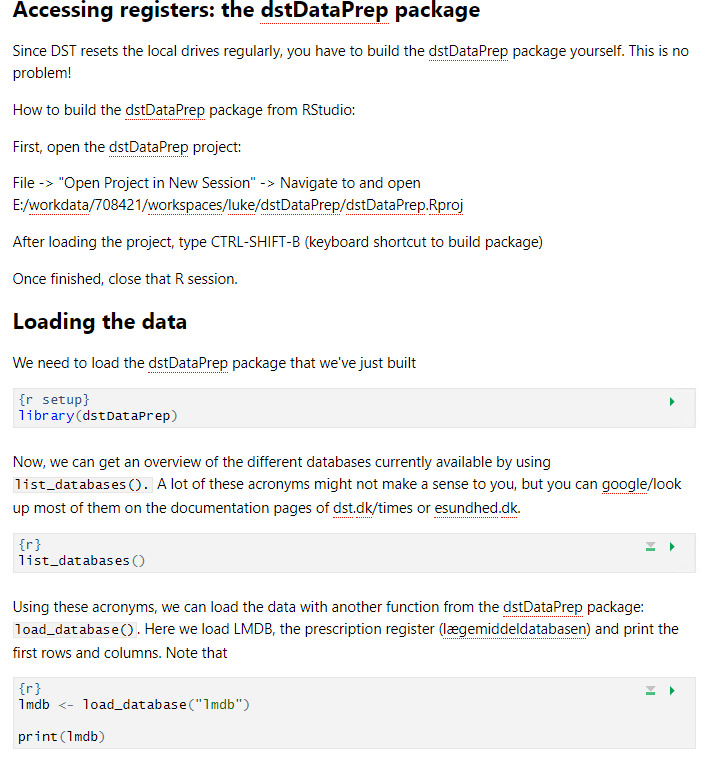 Accessing registers: the dstDataPrep package
Since DST resets the local drives regularly, you have to build the dstDataPrep package yourself. This is no
problem!
How to build the dstDataPrep package from RStudio:
First, open the dstDataPrep project:
File -> "Open Project in New Session" -> Navigate to and open
E:/workdata/708421/workspaces/luke/dstDataPrep/dstDataPrep.Rproj
After loading the project, type CTRL-SHIFT-B (keyboard shortcut to build package)
Once finished, close that R session.
Loading the data
We need to load the dstDataPrep package that we've just built
{r setup}
library(dstDataPrep)
Now, we can get an overview of the different databases currently available by using
list_databases(). A lot of these acronyms might not make a sense to you, but you can google/look
up most of them on the documentation pages of dst.dk/times or esundhed.dk.
{r}
list_databases()
Using these acronyms, we can load the data with another function from the dstDataPrep package:
load_database(). Here we load LMDB, the prescription register (lægemiddeldatabasen) and print the
first rows and columns. Note that
{r}
lmdb <- load_database("lmdb")
print(lmdb)